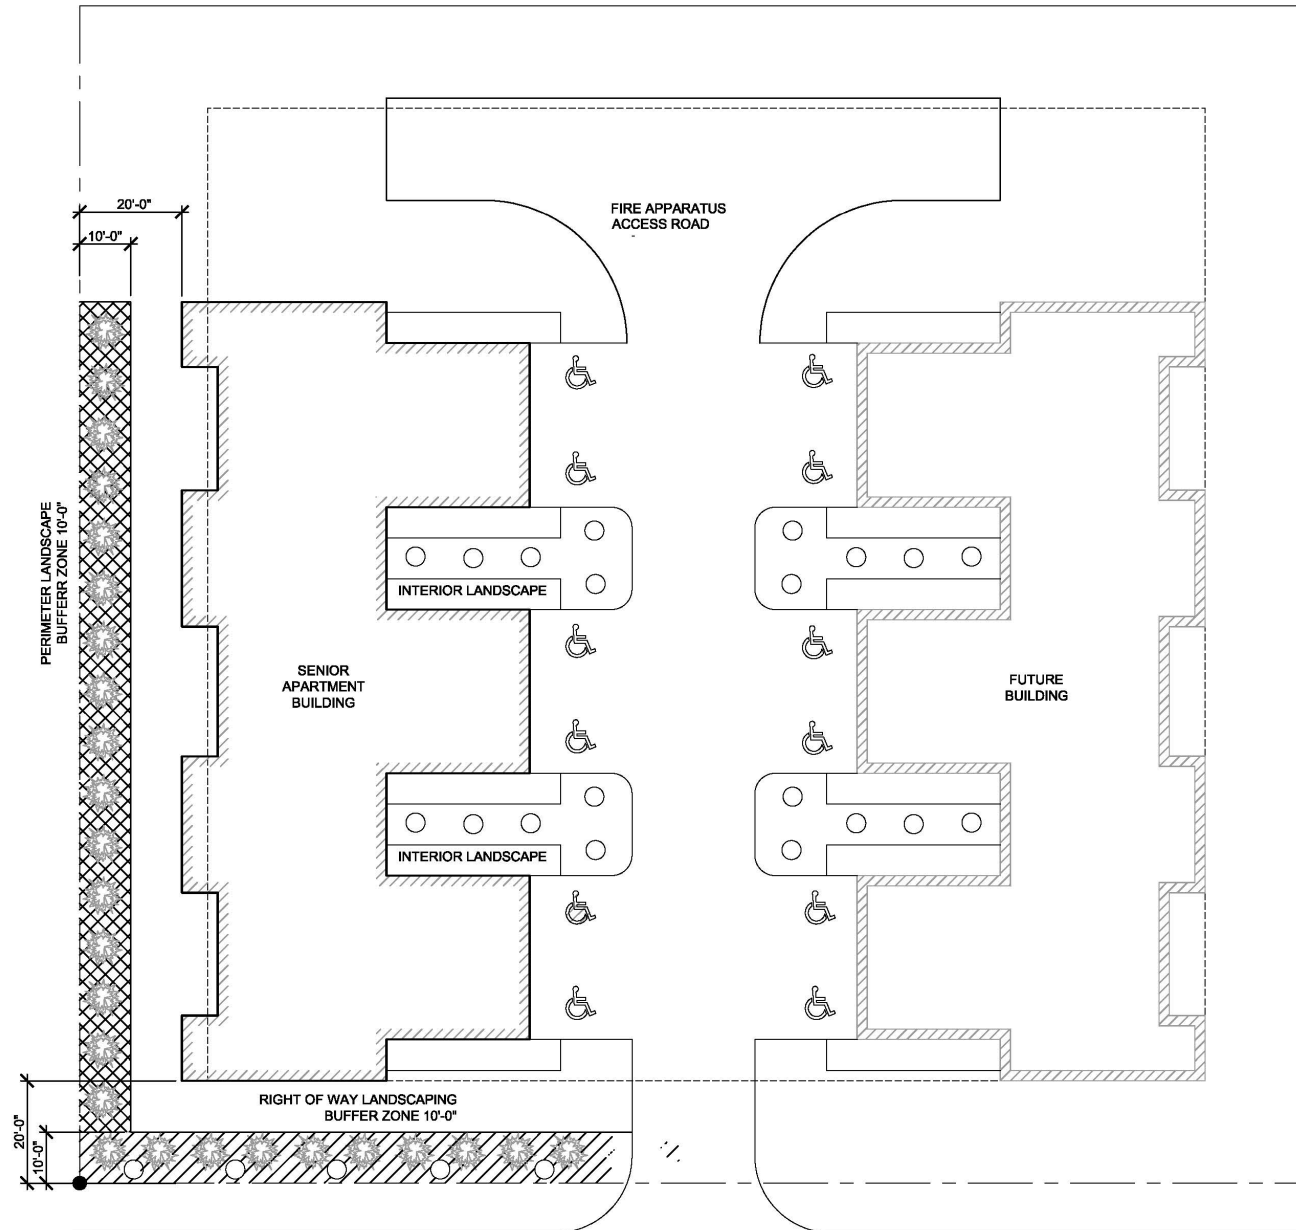 20'-0"
10'-0"
FIRE APPARATUS
ACCESS ROAD
PERIMETER LANDSCAPE
BUFFERR ZONE 10'-0"
INTERIOR LANDSCAPE
SENIOR
APARTMENT
BUILDING
FUTURE
BUILDING
INTERIOR LANDSCAPE
RIGHT OF WAY LANDSCAPING
BUFFER ZONE 10'-0"
20'-0"
10'-0"